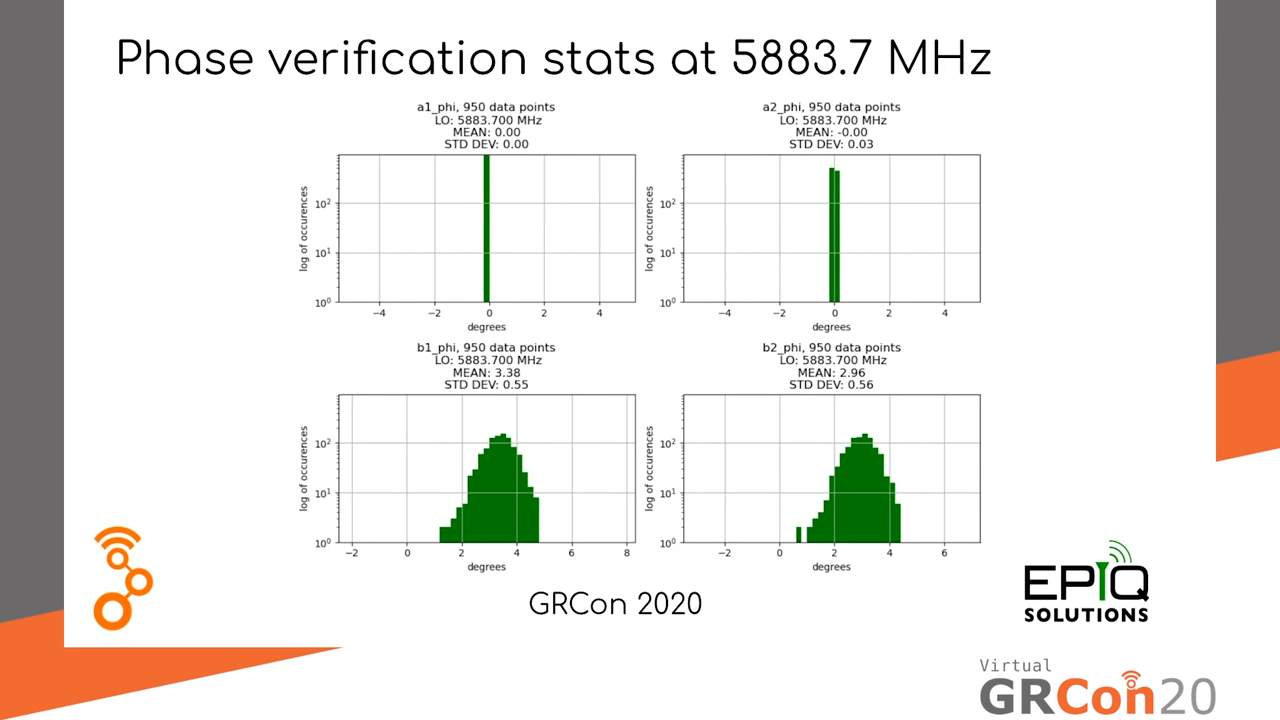 Phase verification stats at 5883.7 MHz
a1_phi, 950 data points
LO: 5883.700 MHz
MEAN: 0.00
STD DEV: 0.00
log of occurences
10²
10¹
10⁰
−4 −2 0 2 4
degrees
a2_phi, 950 data points
LO: 5883.700 MHz
MEAN: -0.00
STD DEV: 0.03
log of occurences
10²
10¹
10⁰
−4 −2 0 2 4
degrees
b1_phi, 950 data points
LO: 5883.700 MHz
MEAN: 3.38
STD DEV: 0.55
log of occurences
10²
10¹
10⁰
−2 0 2 4 6 8
degrees
b2_phi, 950 data points
LO: 5883.700 MHz
MEAN: 2.96
STD DEV: 0.56
log of occurences
10²
10¹
10⁰
−2 0 2 4 6
degrees
GRCon 2020
EPIQ
SOLUTIONS
Virtual
GRCon20